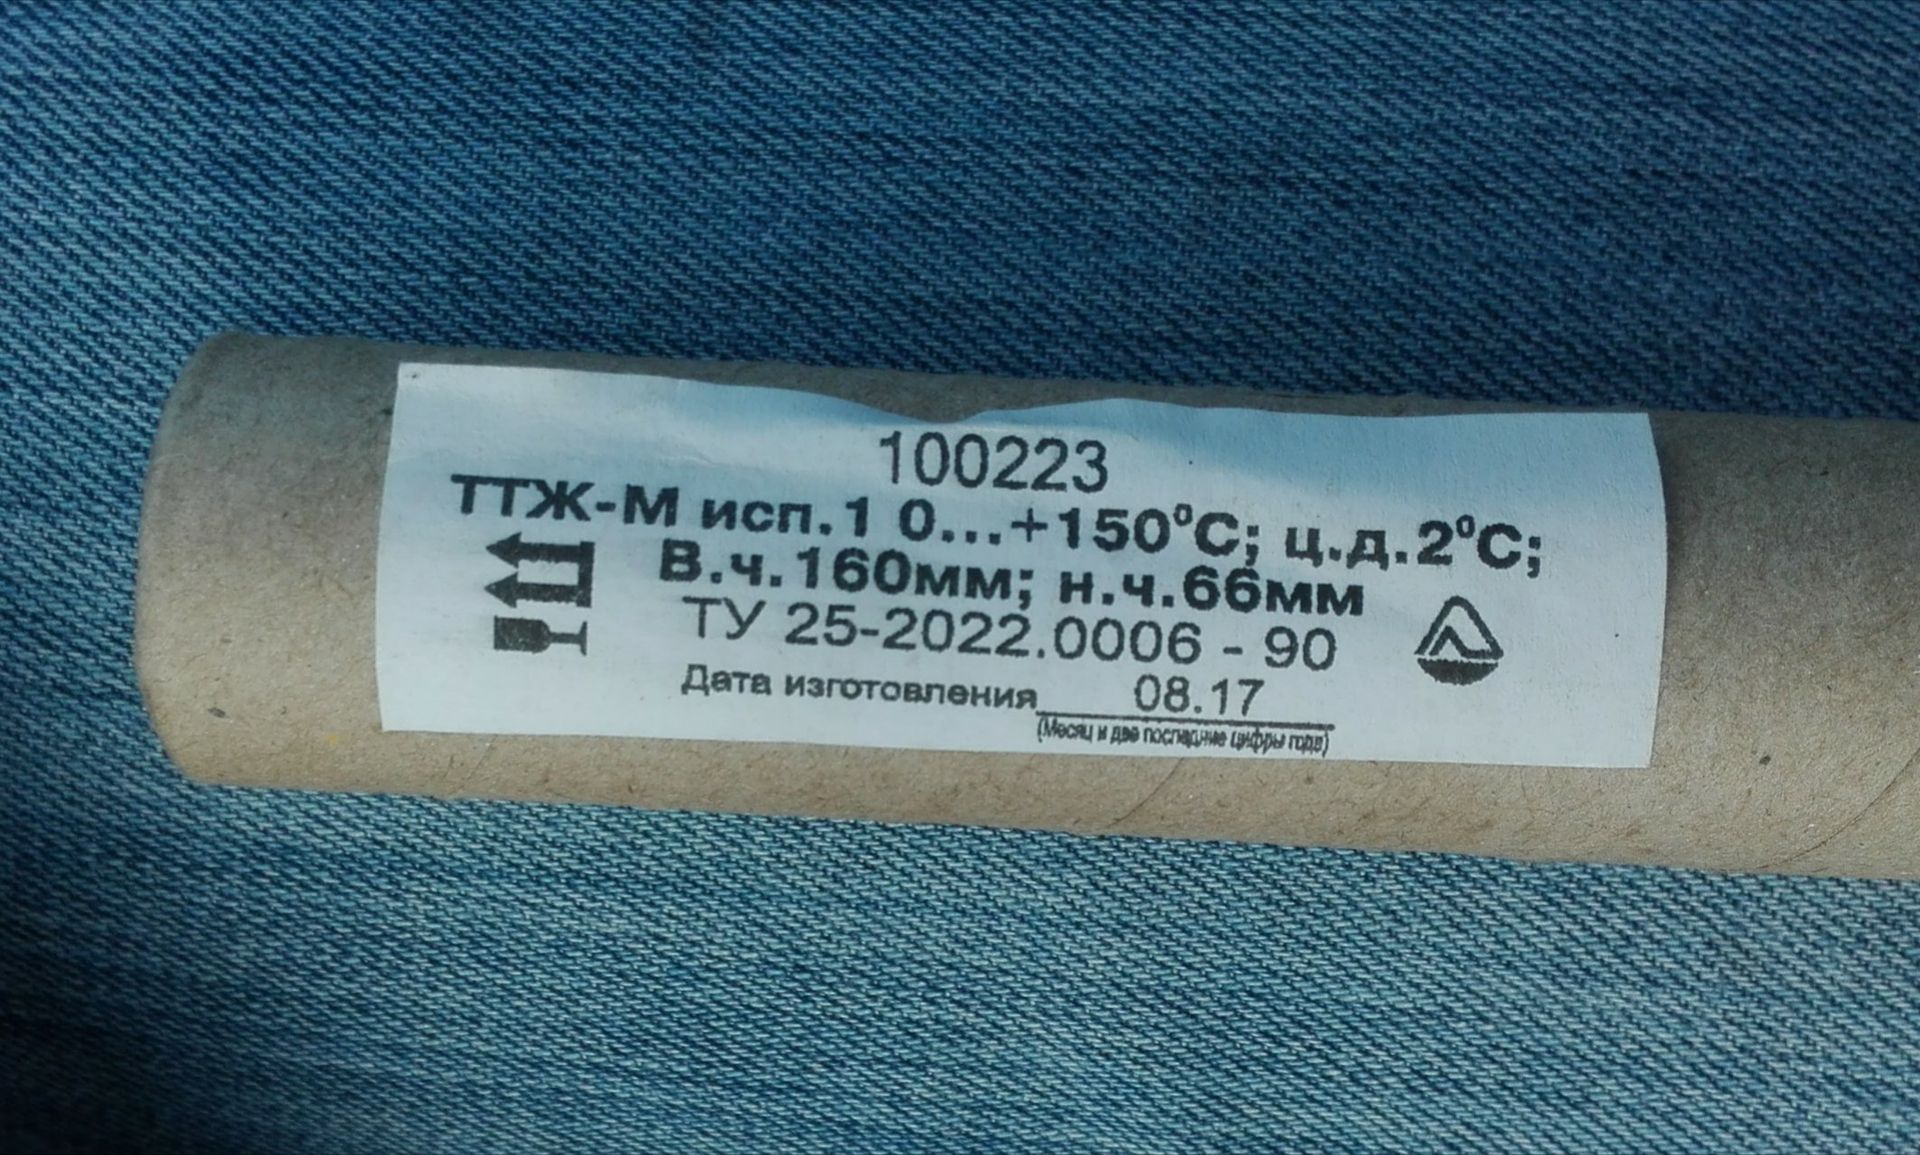 100223
ТТЖ-М исп.1 0...+150°С; ц.д.2°С;
В.ч.160мм; н.ч.66мм
ТУ 25-2022.0006 - 90
Дата изготовления 08.17
(Месяц и две последние цифры года)